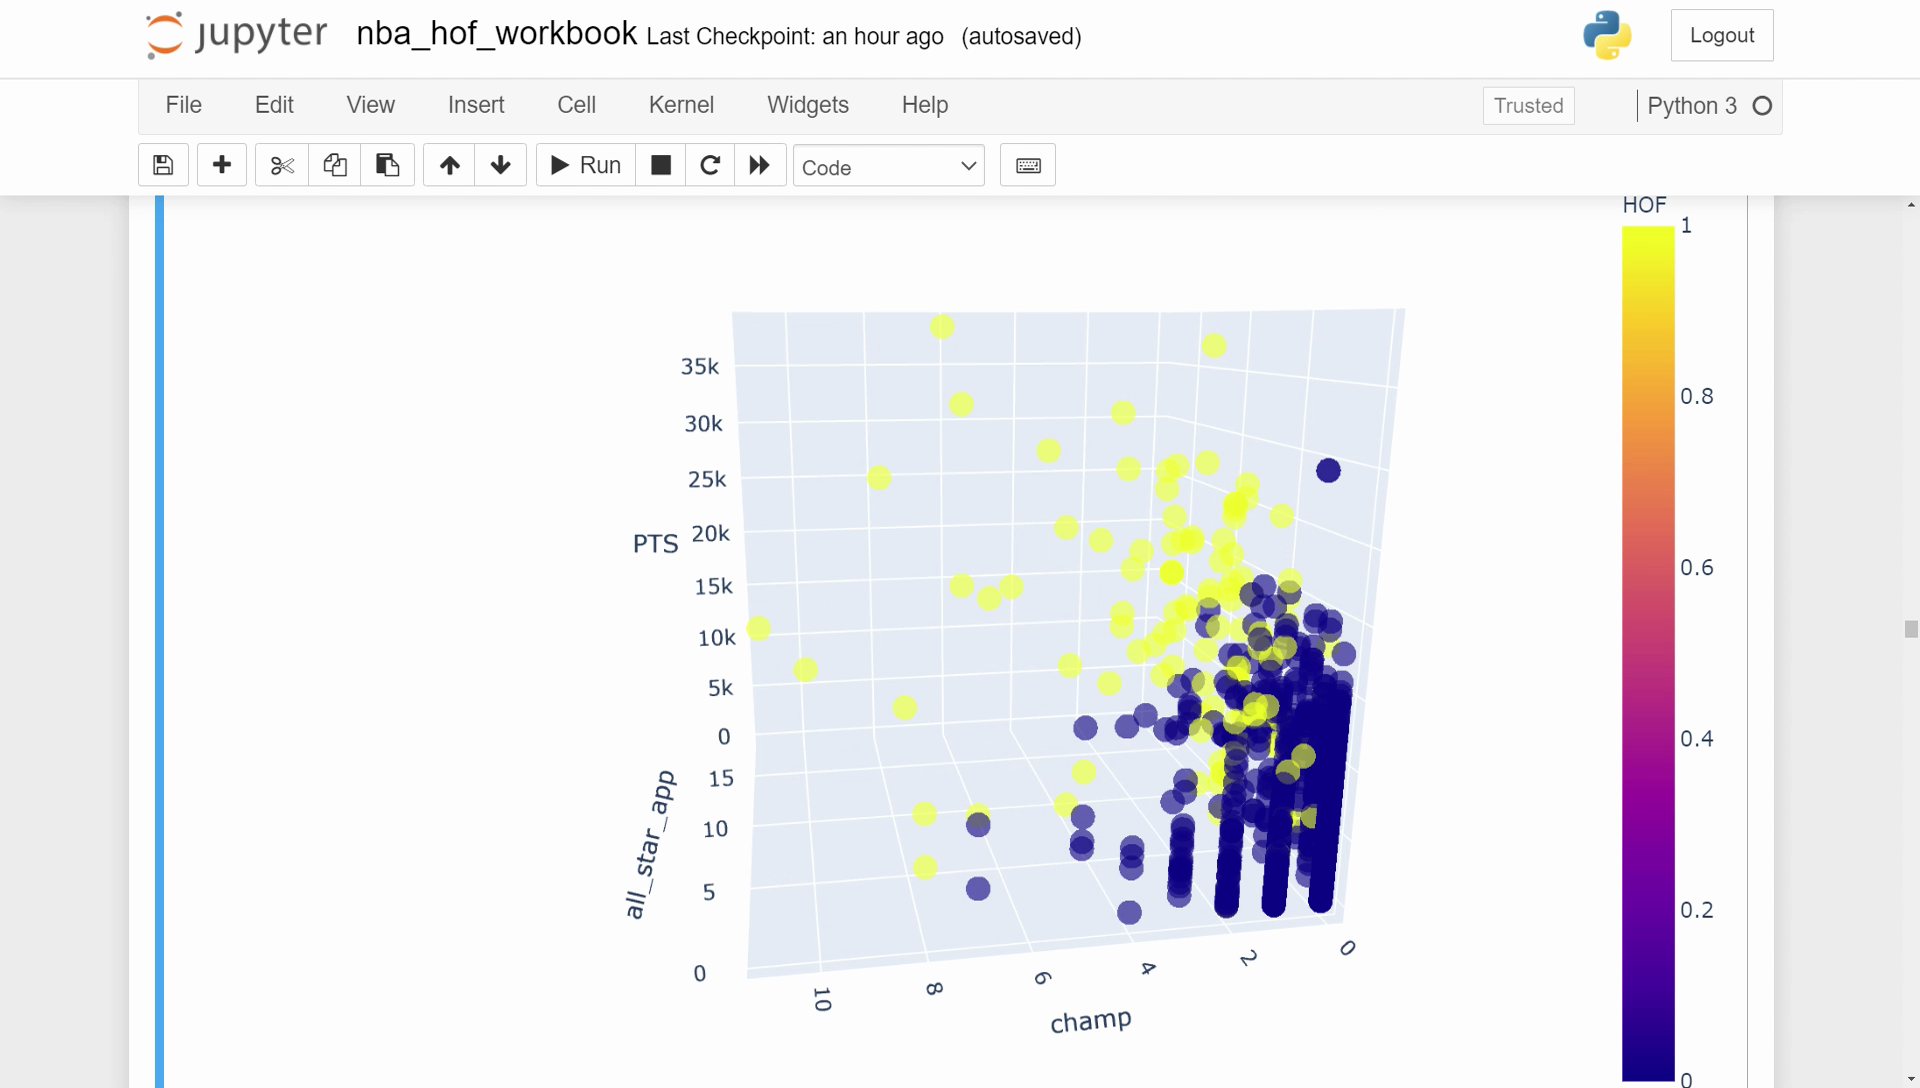 jupyter nba_hof_workbook Last Checkpoint: an hour ago (autosaved) Logout
File Edit View Insert Cell Kernel Widgets Help Trusted Python 3
Run Code
HOF
1
0.8
0.6
0.4
0.2
0
35k
30k
25k
PTS 20k
15k
10k
5k
0
all_star_app
15
10
5
0
10 8 6 4 2 0
champ